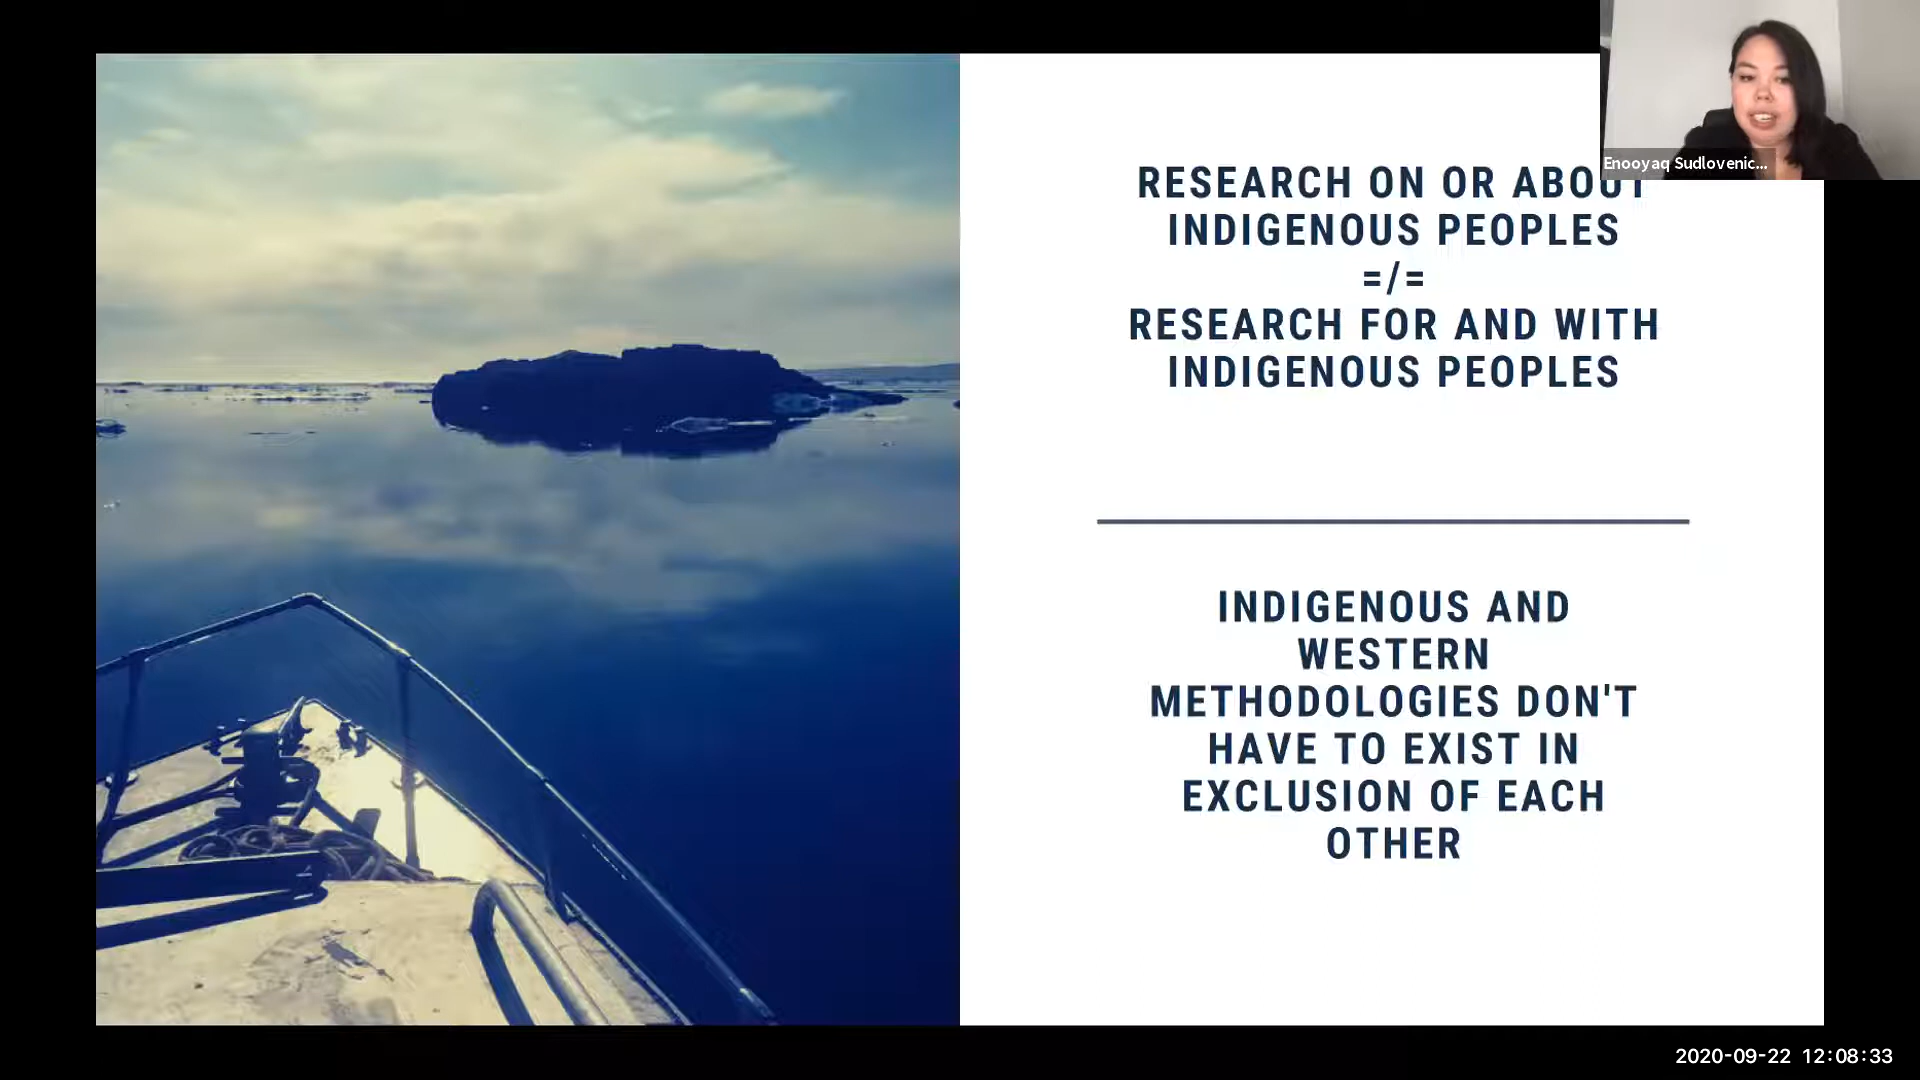 Enooyaq Sudlovenic...
RESEARCH ON OR ABOUT
INDIGENOUS PEOPLES
=/=
RESEARCH FOR AND WITH
INDIGENOUS PEOPLES
INDIGENOUS AND
WESTERN
METHODOLOGIES DON'T
HAVE TO EXIST IN
EXCLUSION OF EACH
OTHER
2020-09-22 12:08:33